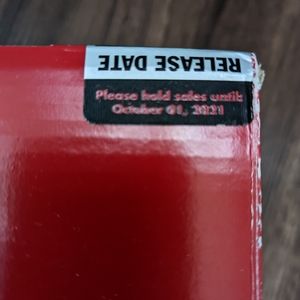 RELEASE DATE
Please hold sales until:
October 01, 2021